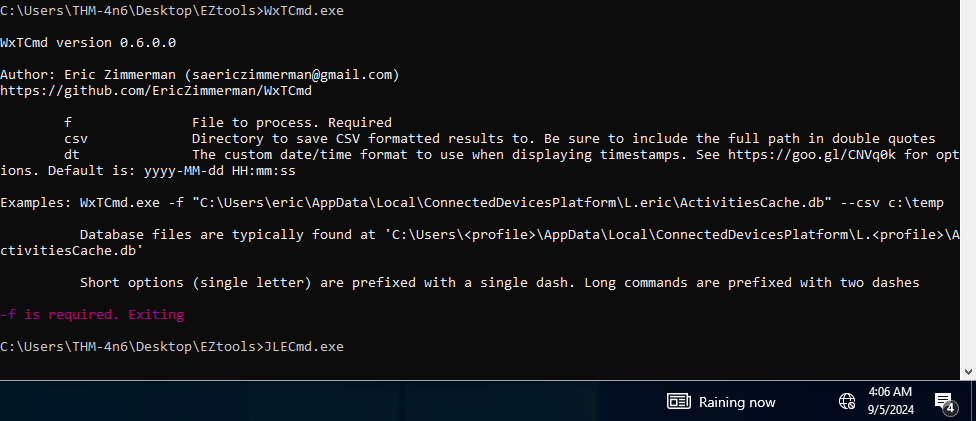 C:\Users\THM-4n6\Desktop\EZtools>WxTCmd.exe
WxTCmd version 0.6.0.0
Author: Eric Zimmerman (saericzimmerman@gmail.com)
https://github.com/EricZimmerman/WxTCmd
f File to process. Required
csv Directory to save CSV formatted results to. Be sure to include the full path in double quotes
dt The custom date/time format to use when displaying timestamps. See https://goo.gl/CNVq0k for opt
ions. Default is: yyyy-MM-dd HH:mm:ss
Examples: WxTCmd.exe -f "C:\Users\eric\AppData\Local\ConnectedDevicesPlatform\L.eric\ActivitiesCache.db" --csv c:\temp
Database files are typically found at 'C:\Users\<profile>\AppData\Local\ConnectedDevicesPlatform\L.<profile>\A
ctivitiesCache.db'
Short options (single letter) are prefixed with a single dash. Long commands are prefixed with two dashes
-f is required. Exiting
C:\Users\THM-4n6\Desktop\EZtools>JLECmd.exe
Raining now
4:06 AM
9/5/2024
4